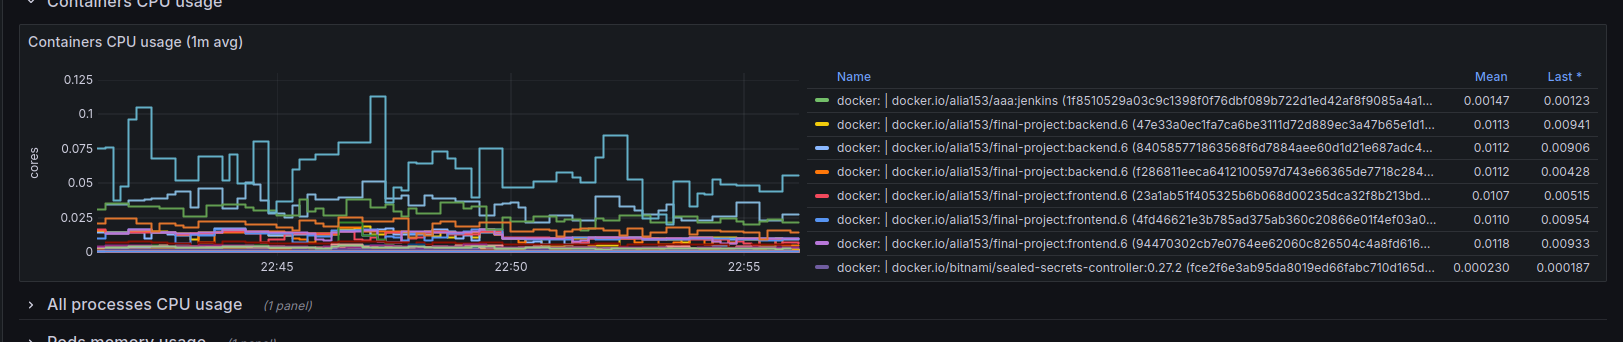 Containers CPU usage
Containers CPU usage (1m avg)
cores
0.125
0.1
0.075
0.05
0.025
0
22:45
22:50
22:55
Name Mean Last *
docker: | docker.io/alia153/aaa:jenkins (1f8510529a03c9c1398f0f76dbf089b722d1ed42af8f9085a4a1... 0.00147 0.00123
docker: | docker.io/alia153/final-project:backend.6 (47e33a0ec1fa7ca6be3111d72d889ec3a47b65e1d1... 0.0113 0.00941
docker: | docker.io/alia153/final-project:backend.6 (840585771863568f6d7884aee60d1d21e687adc4... 0.0112 0.00906
docker: | docker.io/alia153/final-project:backend.6 (f286811eeca6412100597d743e66365de7718c284... 0.0112 0.00428
docker: | docker.io/alia153/final-project:frontend.6 (23a1ab51f405325b6b068d00235dca32f8b213bd... 0.0107 0.00515
docker: | docker.io/alia153/final-project:frontend.6 (4fd46621e3b785ad375ab360c20866e01f4ef03a0... 0.0110 0.00954
docker: | docker.io/alia153/final-project:frontend.6 (94470302cb7e0764ee62060c826504c4a8fd616... 0.0118 0.00933
docker: | docker.io/bitnami/sealed-secrets-controller:0.27.2 (fce2f6e3ab95da8019ed66fabc710d165d... 0.000230 0.000187
All processes CPU usage (1 panel)
Pods memory usage (1 panel)